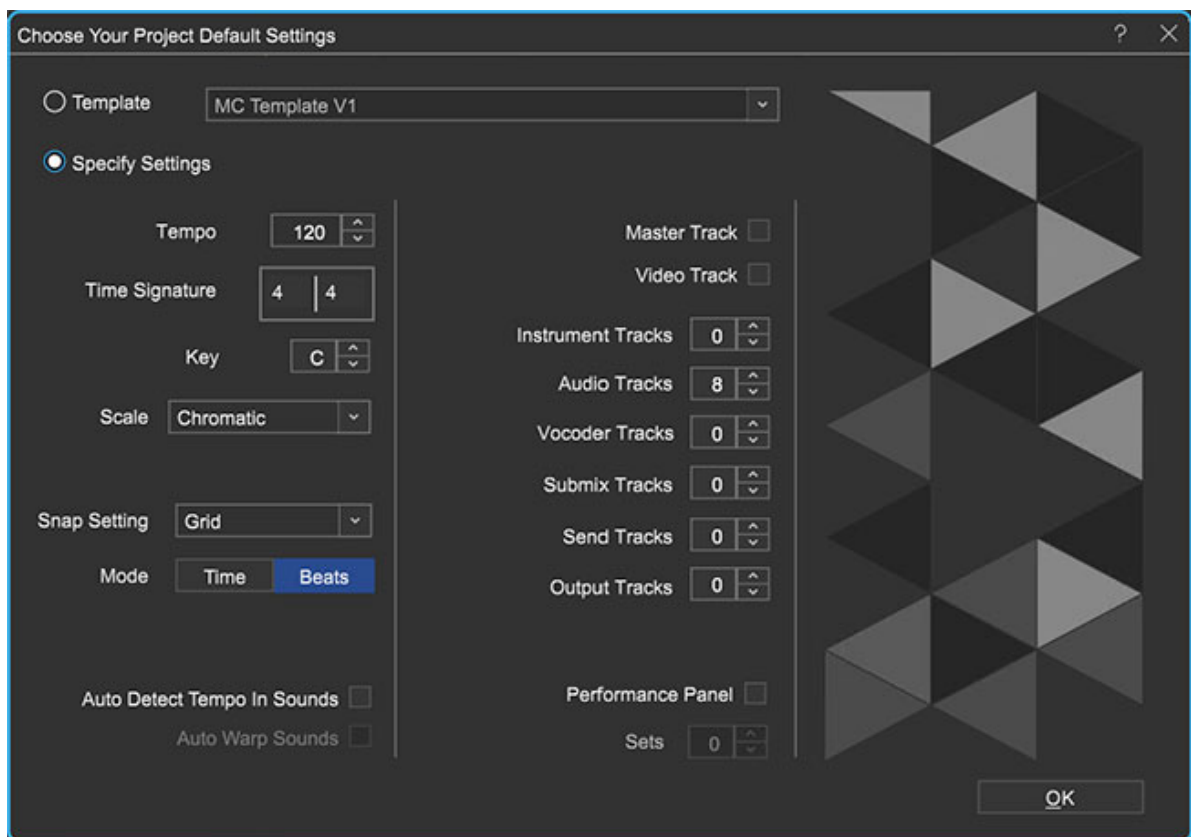 Choose Your Project Default Settings ?
Template MC Template V1
Specify Settings
Tempo 120
Time Signature 4 4
Key C
Scale Chromatic
Snap Setting Grid
Mode Time Beats
Auto Detect Tempo In Sounds
Auto Warp Sounds
Master Track
Video Track
Instrument Tracks 0
Audio Tracks 8
Vocoder Tracks 0
Submix Tracks 0
Send Tracks 0
Output Tracks 0
Performance Panel
Sets 0
OK